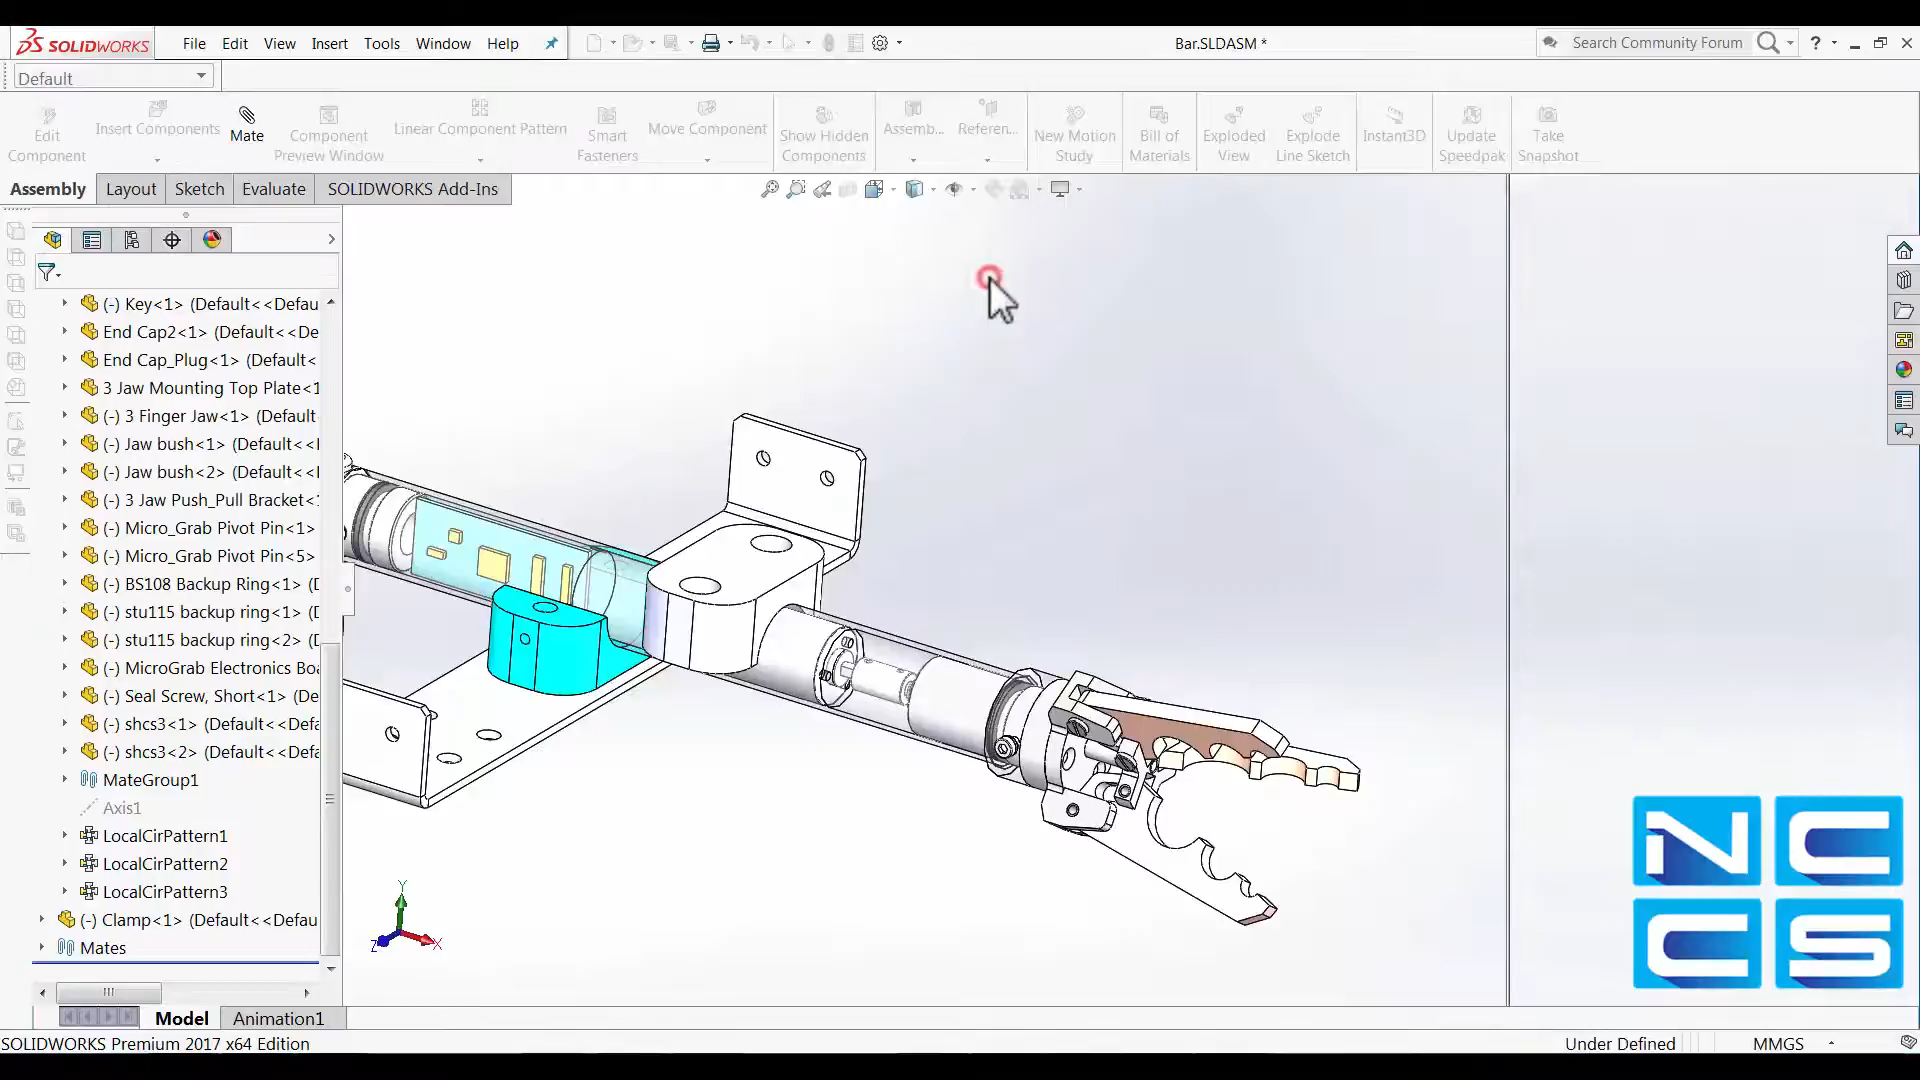 SOLIDWORKS File Edit View Insert Tools Window Help Bar.SLDASM * Search Community Forum ?
Default
Edit Component
Insert Components
Mate
Component Preview Window
Linear Component Pattern
Smart Fasteners
Move Component
Show Hidden Components
Assemb...
Referen...
New Motion Study
Bill of Materials
Exploded View
Explode Line Sketch
Instant3D
Update Speedpak
Take Snapshot
Assembly Layout Sketch Evaluate SOLIDWORKS Add-Ins
(-) Key<1> (Default<<Defau
End Cap2<1> (Default<<De
End Cap_Plug<1> (Default<
3 Jaw Mounting Top Plate<1
(-) 3 Finger Jaw<1> (Default
(-) Jaw bush<1> (Default<<
(-) Jaw bush<2> (Default<<
(-) 3 Jaw Push_Pull Bracket<
(-) Micro_Grab Pivot Pin<1>
(-) Micro_Grab Pivot Pin<5>
(-) BS108 Backup Ring<1> (D
(-) stu115 backup ring<1> (D
(-) stu115 backup ring<2> (D
(-) MicroGrab Electronics Boa
(-) Seal Screw, Short<1> (De
(-) shcs3<1> (Default<<Defa
(-) shcs3<2> (Default<<Defa
MateGroup1
Axis1
LocalCirPattern1
LocalCirPattern2
LocalCirPattern3
(-) Clamp<1> (Default<<Defau
Mates
Y
Z X
NC
CS
Model Animation1
SOLIDWORKS Premium 2017 x64 Edition Under Defined MMGS